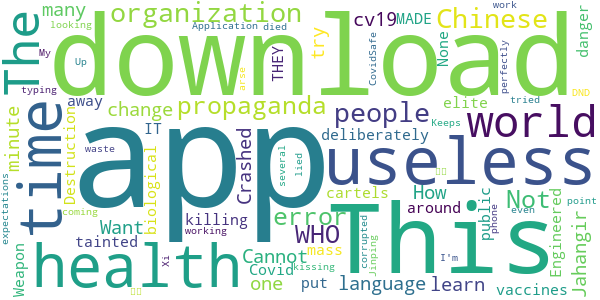 many
looking
organization
cv19
MADE
Chinese
work
danger
The
download
Application
died
My
Up
typing
try
THEY
CovidSafe
None
perfectly
tried
DND
time
minute
away
change
propaganda
arse
people
elite
world
IT
deliberately
Keeps
app
useless
Destruction
biological
Crashed
waste
several
lied
cartels
How
Not
public
phone
even
point
expectations
Want
killing
working
error
This
WHO
around
Engineered
Jahangir
tainted
coming
health
Cannot
mass
corrupted
Jinping
I'm
Weapon
Covid
Xi
one
kissing
put
language
learn
vaccines